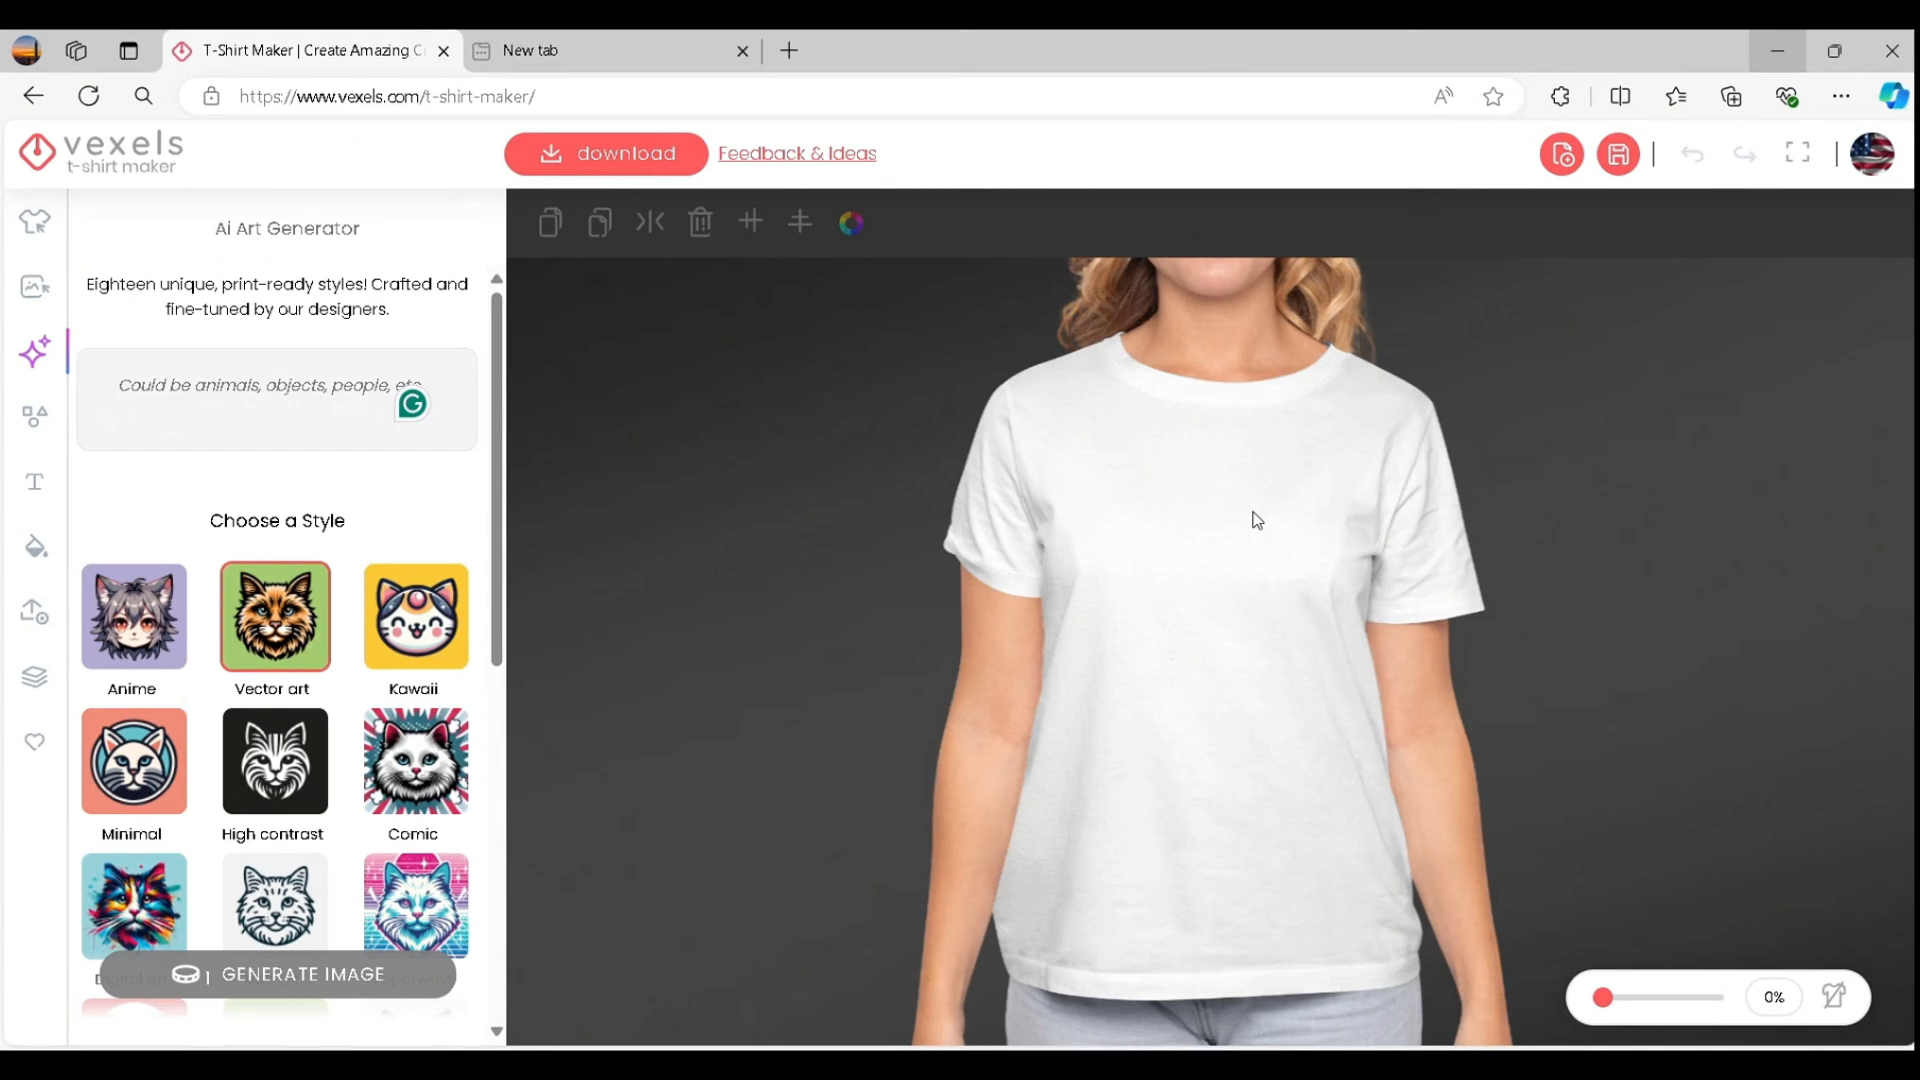 T-Shirt Maker | Create Amazing C
New tab
https://www.vexels.com/t-shirt-maker/
vexels
t-shirt maker
download
Feedback & Ideas
Ai Art Generator
Eighteen unique, print-ready styles! Crafted and
fine-tuned by our designers.
Could be animals, objects, people, etc
Choose a Style
Anime
Vector art
Kawaii
Minimal
High contrast
Comic
1 GENERATE IMAGE
0%